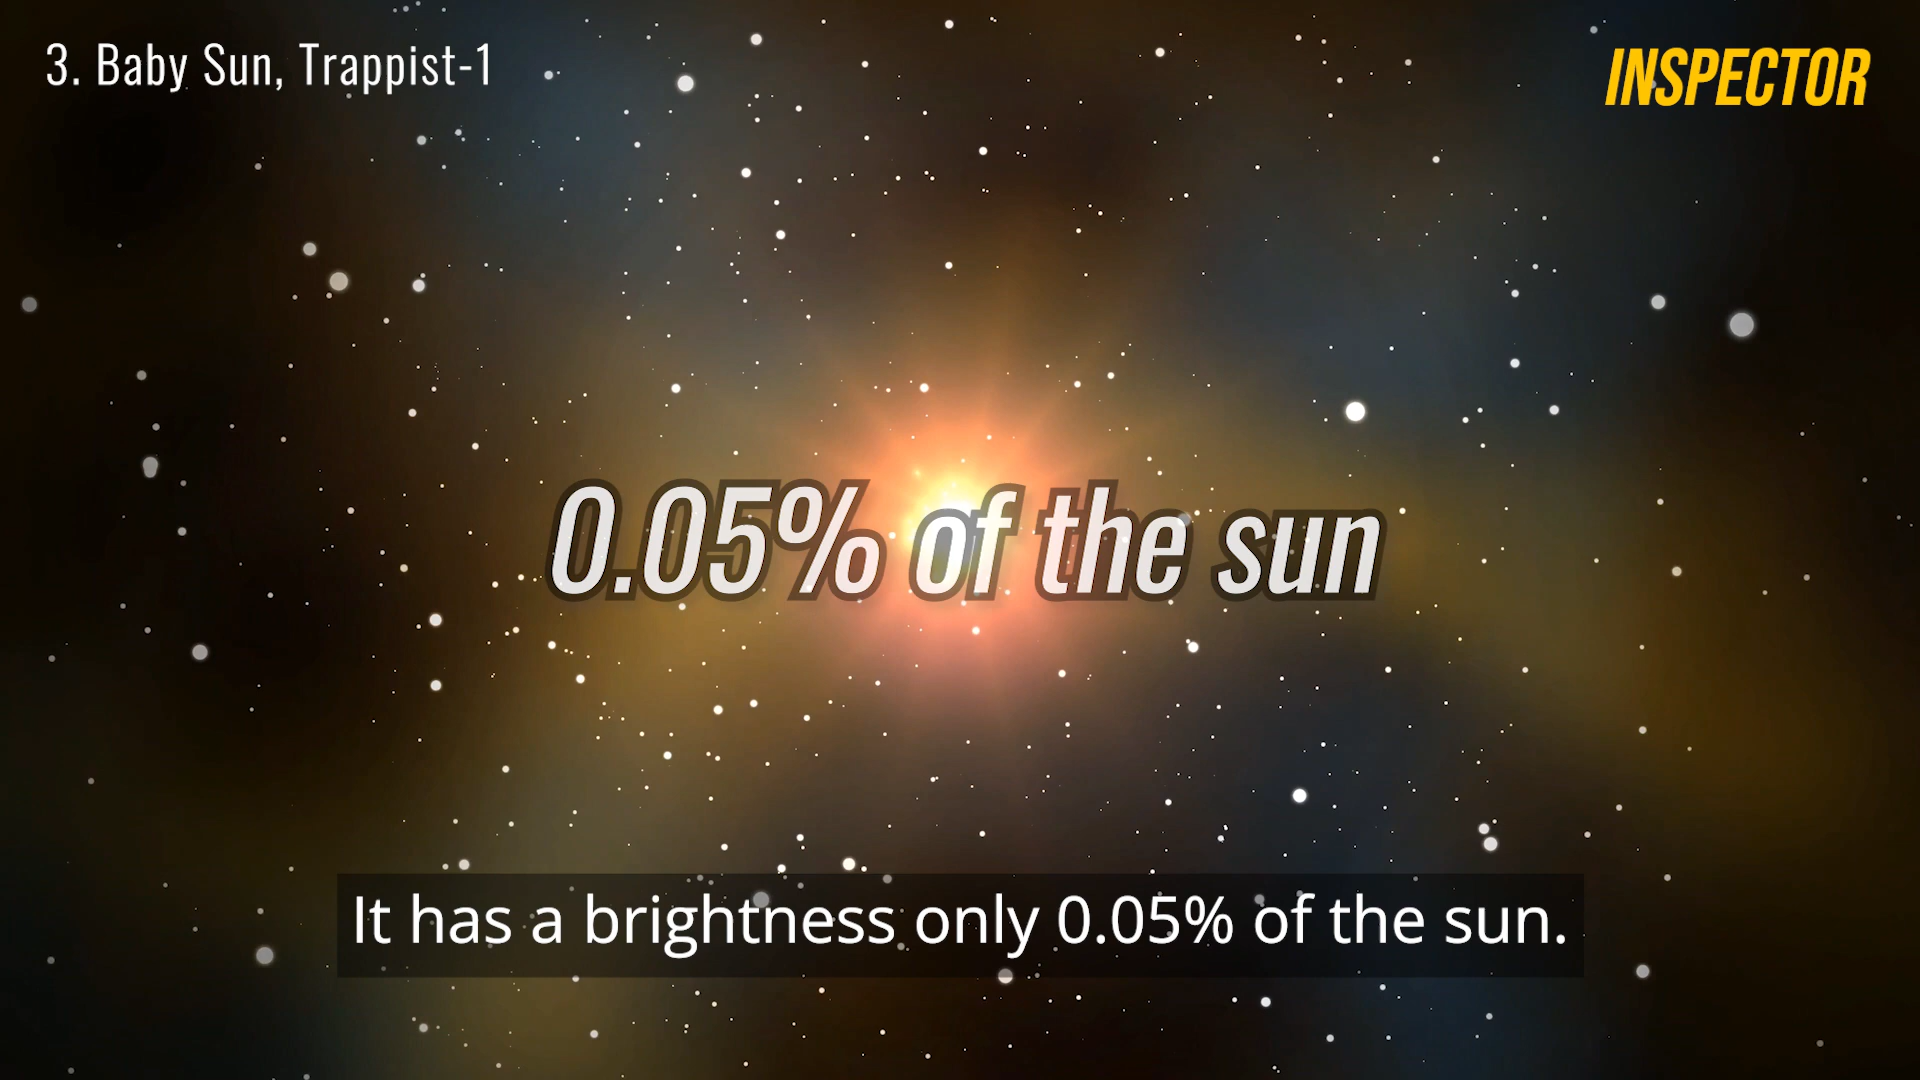 3. Baby Sun, Trappist-1
INSPECTOR
0.05% of the sun
It has a brightness only 0.05% of the sun.